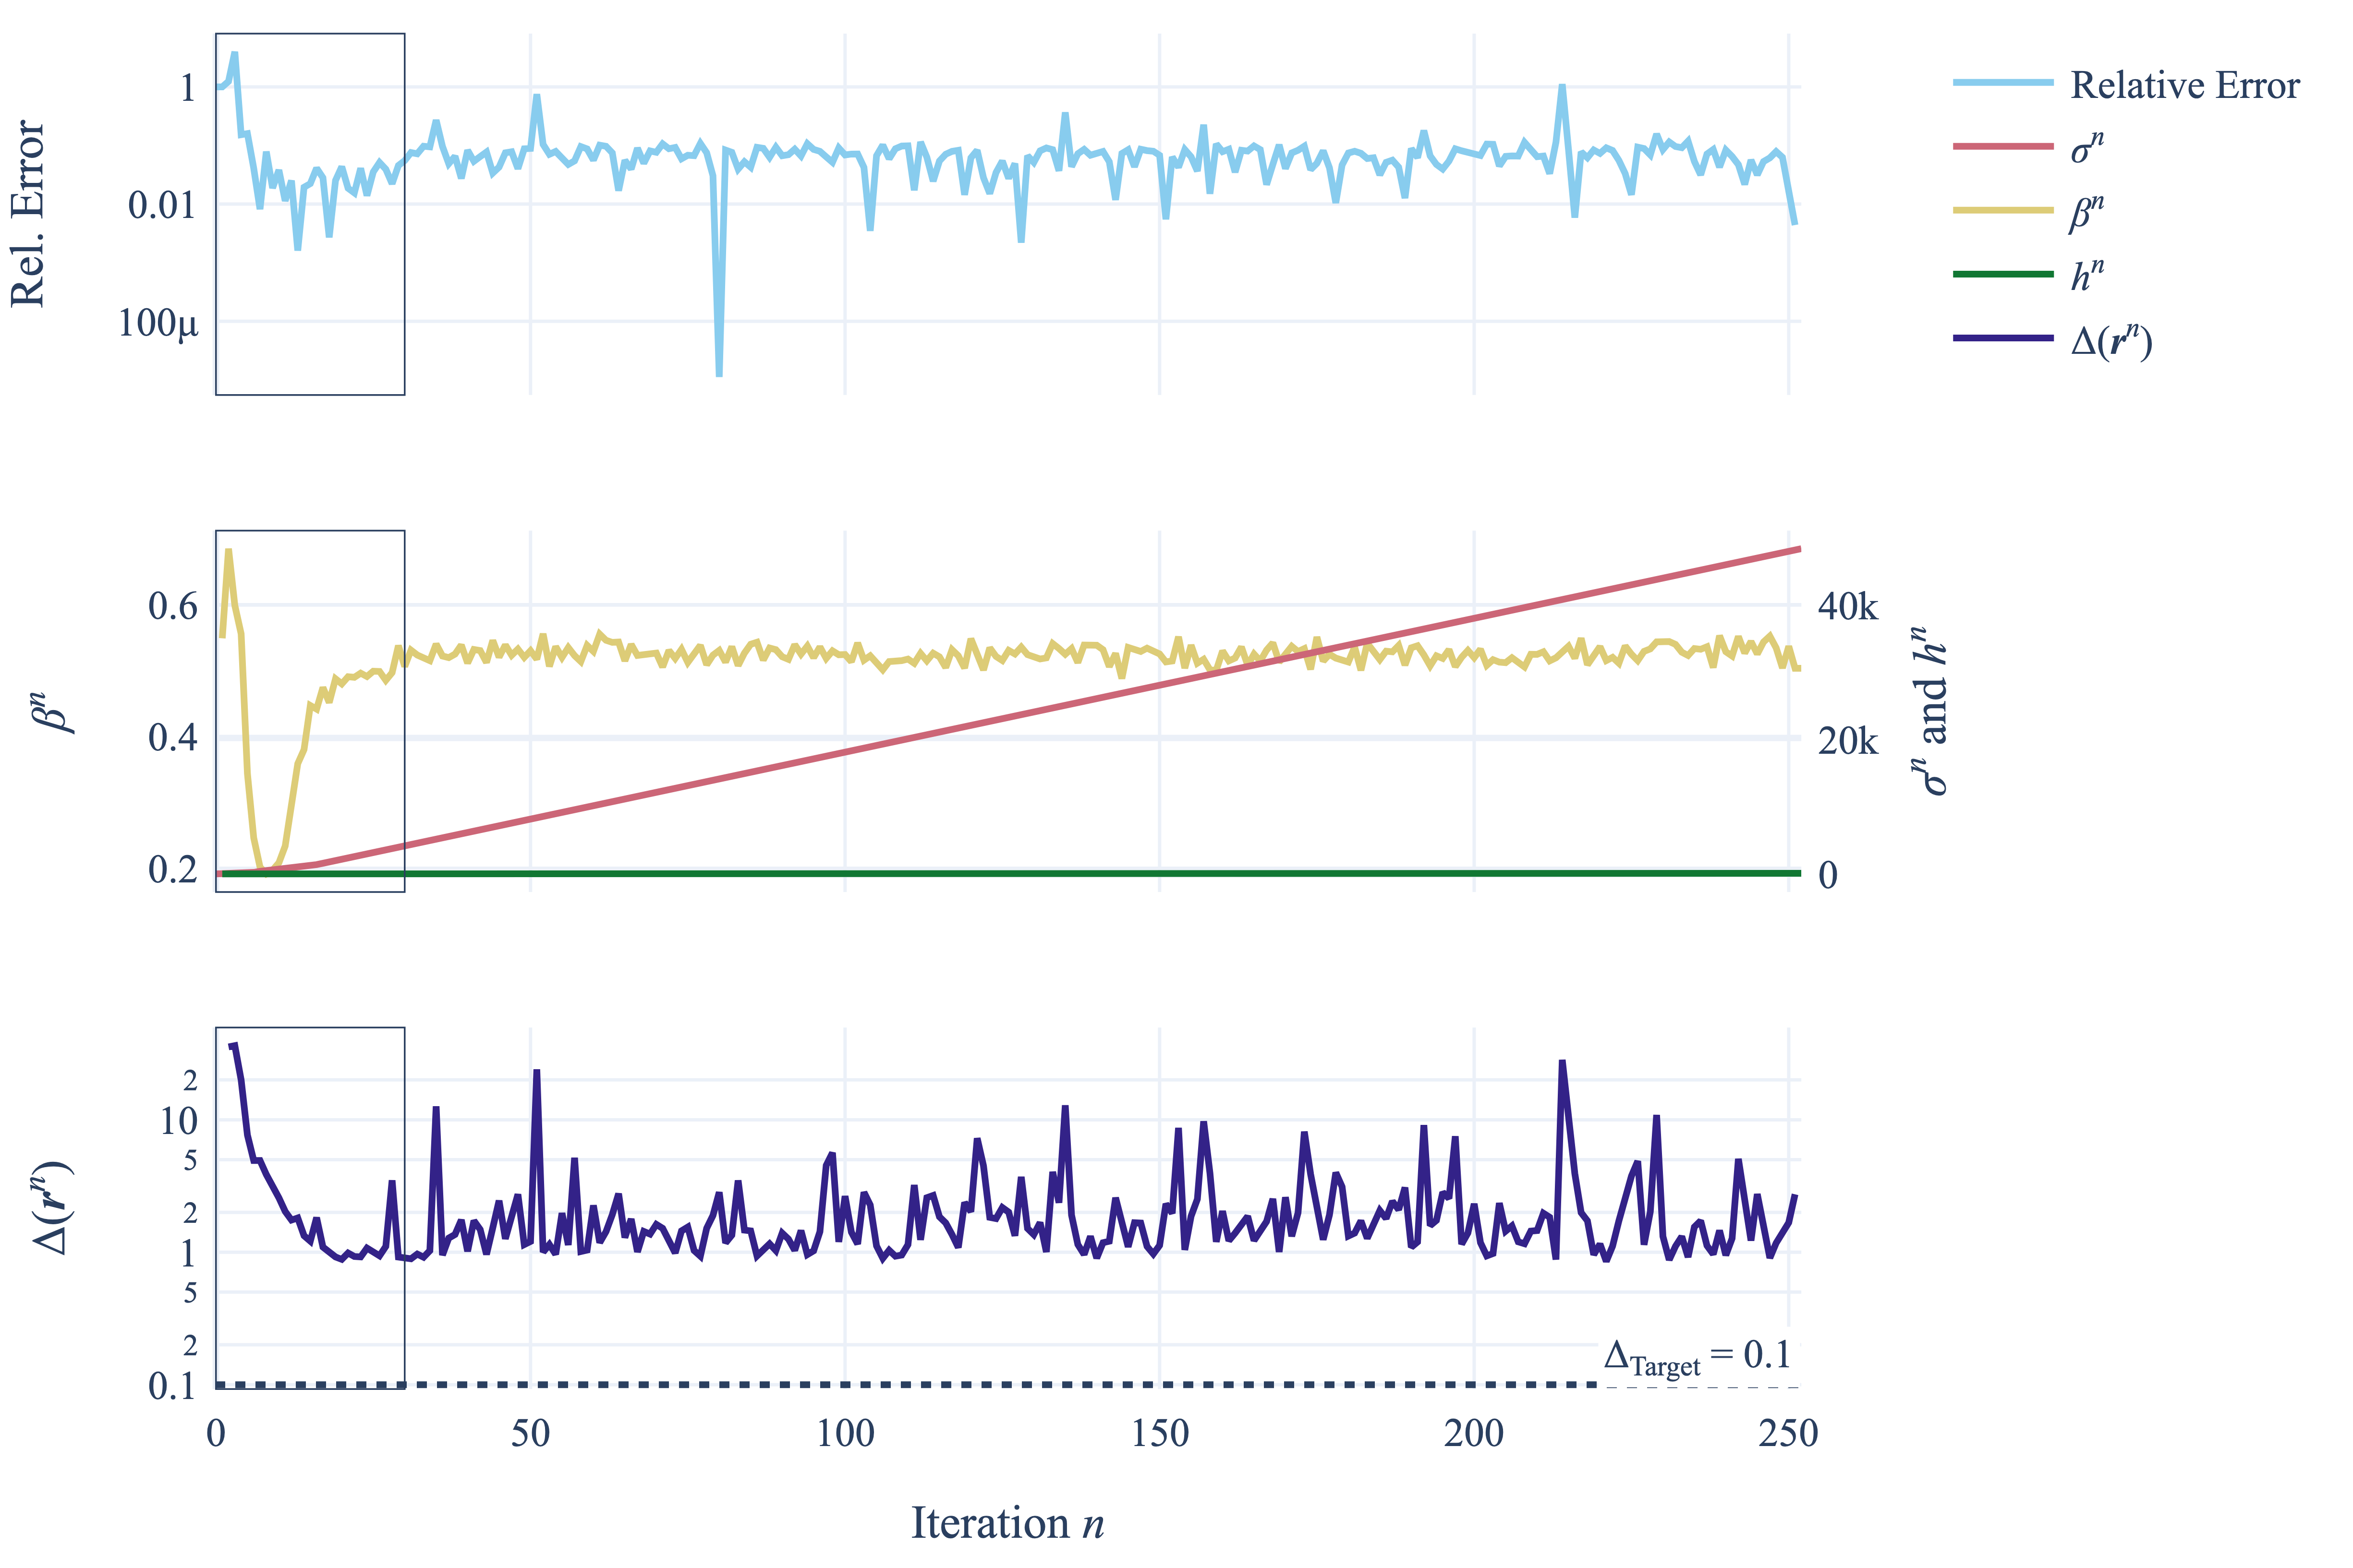 Rel. Error
1
0.01
100μ
Relative Error
σⁿ
βⁿ
hⁿ
Δ(rⁿ)
βⁿ
0.6
0.4
0.2
40k
20k
0
σⁿ and hⁿ
Δ(rⁿ)
2
10
5
2
1
5
2
0.1
Δ_Target = 0.1
0 50 100 150 200 250
Iteration n